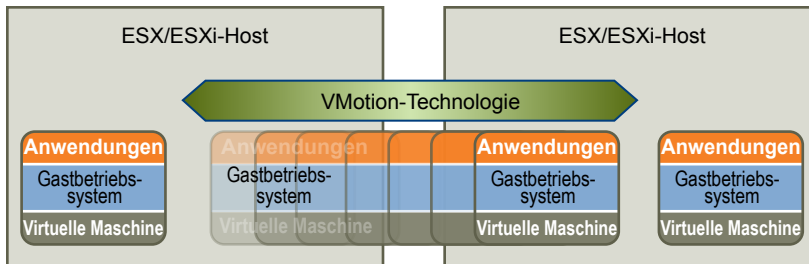 ESX/ESXi-Host
ESX/ESXi-Host
VMotion-Technologie
Anwendungen
Gastbetriebs-
system
Virtuelle Maschine
Anwendungen
Gastbetriebs-
system
Virtuelle Maschine
Anwendungen
Gastbetriebs-
system
Virtuelle Maschine
Anwendungen
Gastbetriebs-
system
Virtuelle Maschine